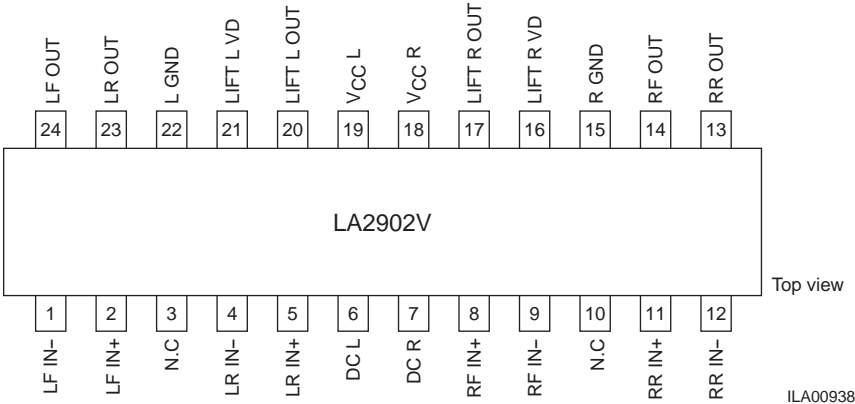 LF OUT
LR OUT
L GND
LIFT L VD
LIFT L OUT
VCC L
VCC R
LIFT R OUT
LIFT R VD
R GND
RF OUT
RR OUT
24 23 22 21 20 19 18 17 16 15 14 13
LA2902V
Top view
1 2 3 4 5 6 7 8 9 10 11 12
LF IN−
LF IN+
N.C
LR IN−
LR IN+
DC L
DC R
RF IN+
RF IN−
N.C
RR IN+
RR IN−
ILA00938